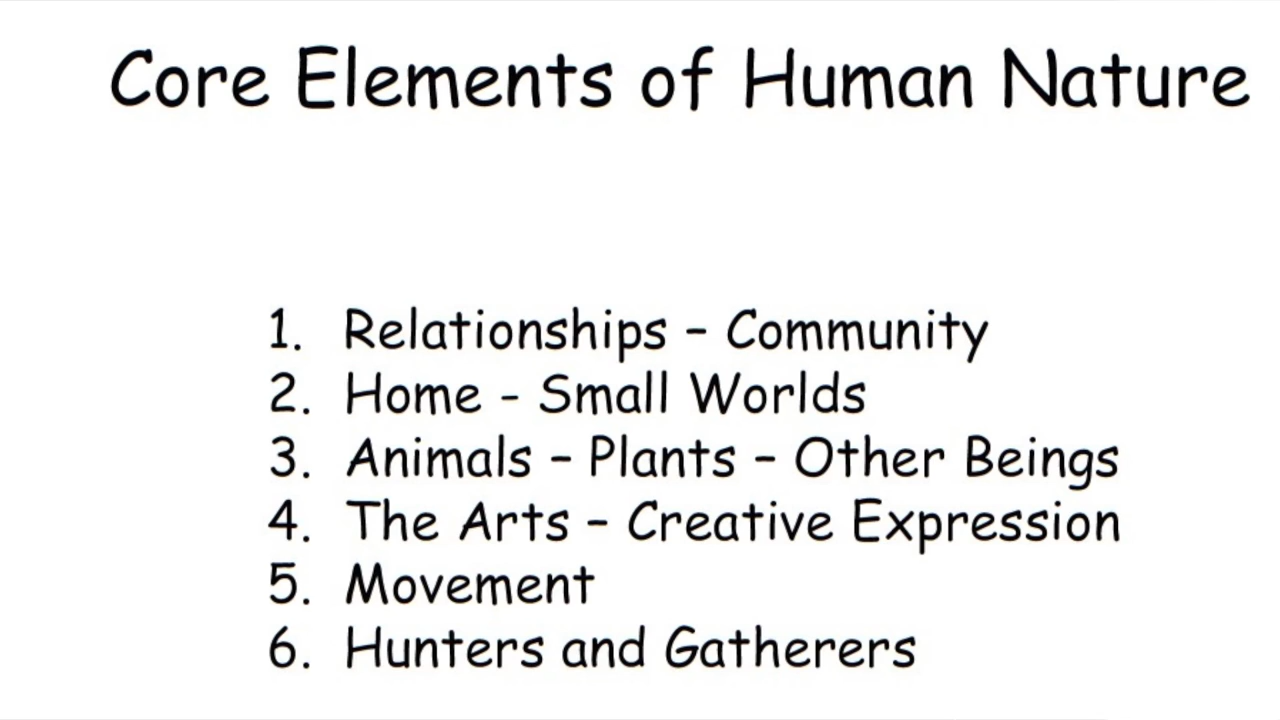 Core Elements of Human Nature
1. Relationships – Community
2. Home - Small Worlds
3. Animals – Plants – Other Beings
4. The Arts – Creative Expression
5. Movement
6. Hunters and Gatherers